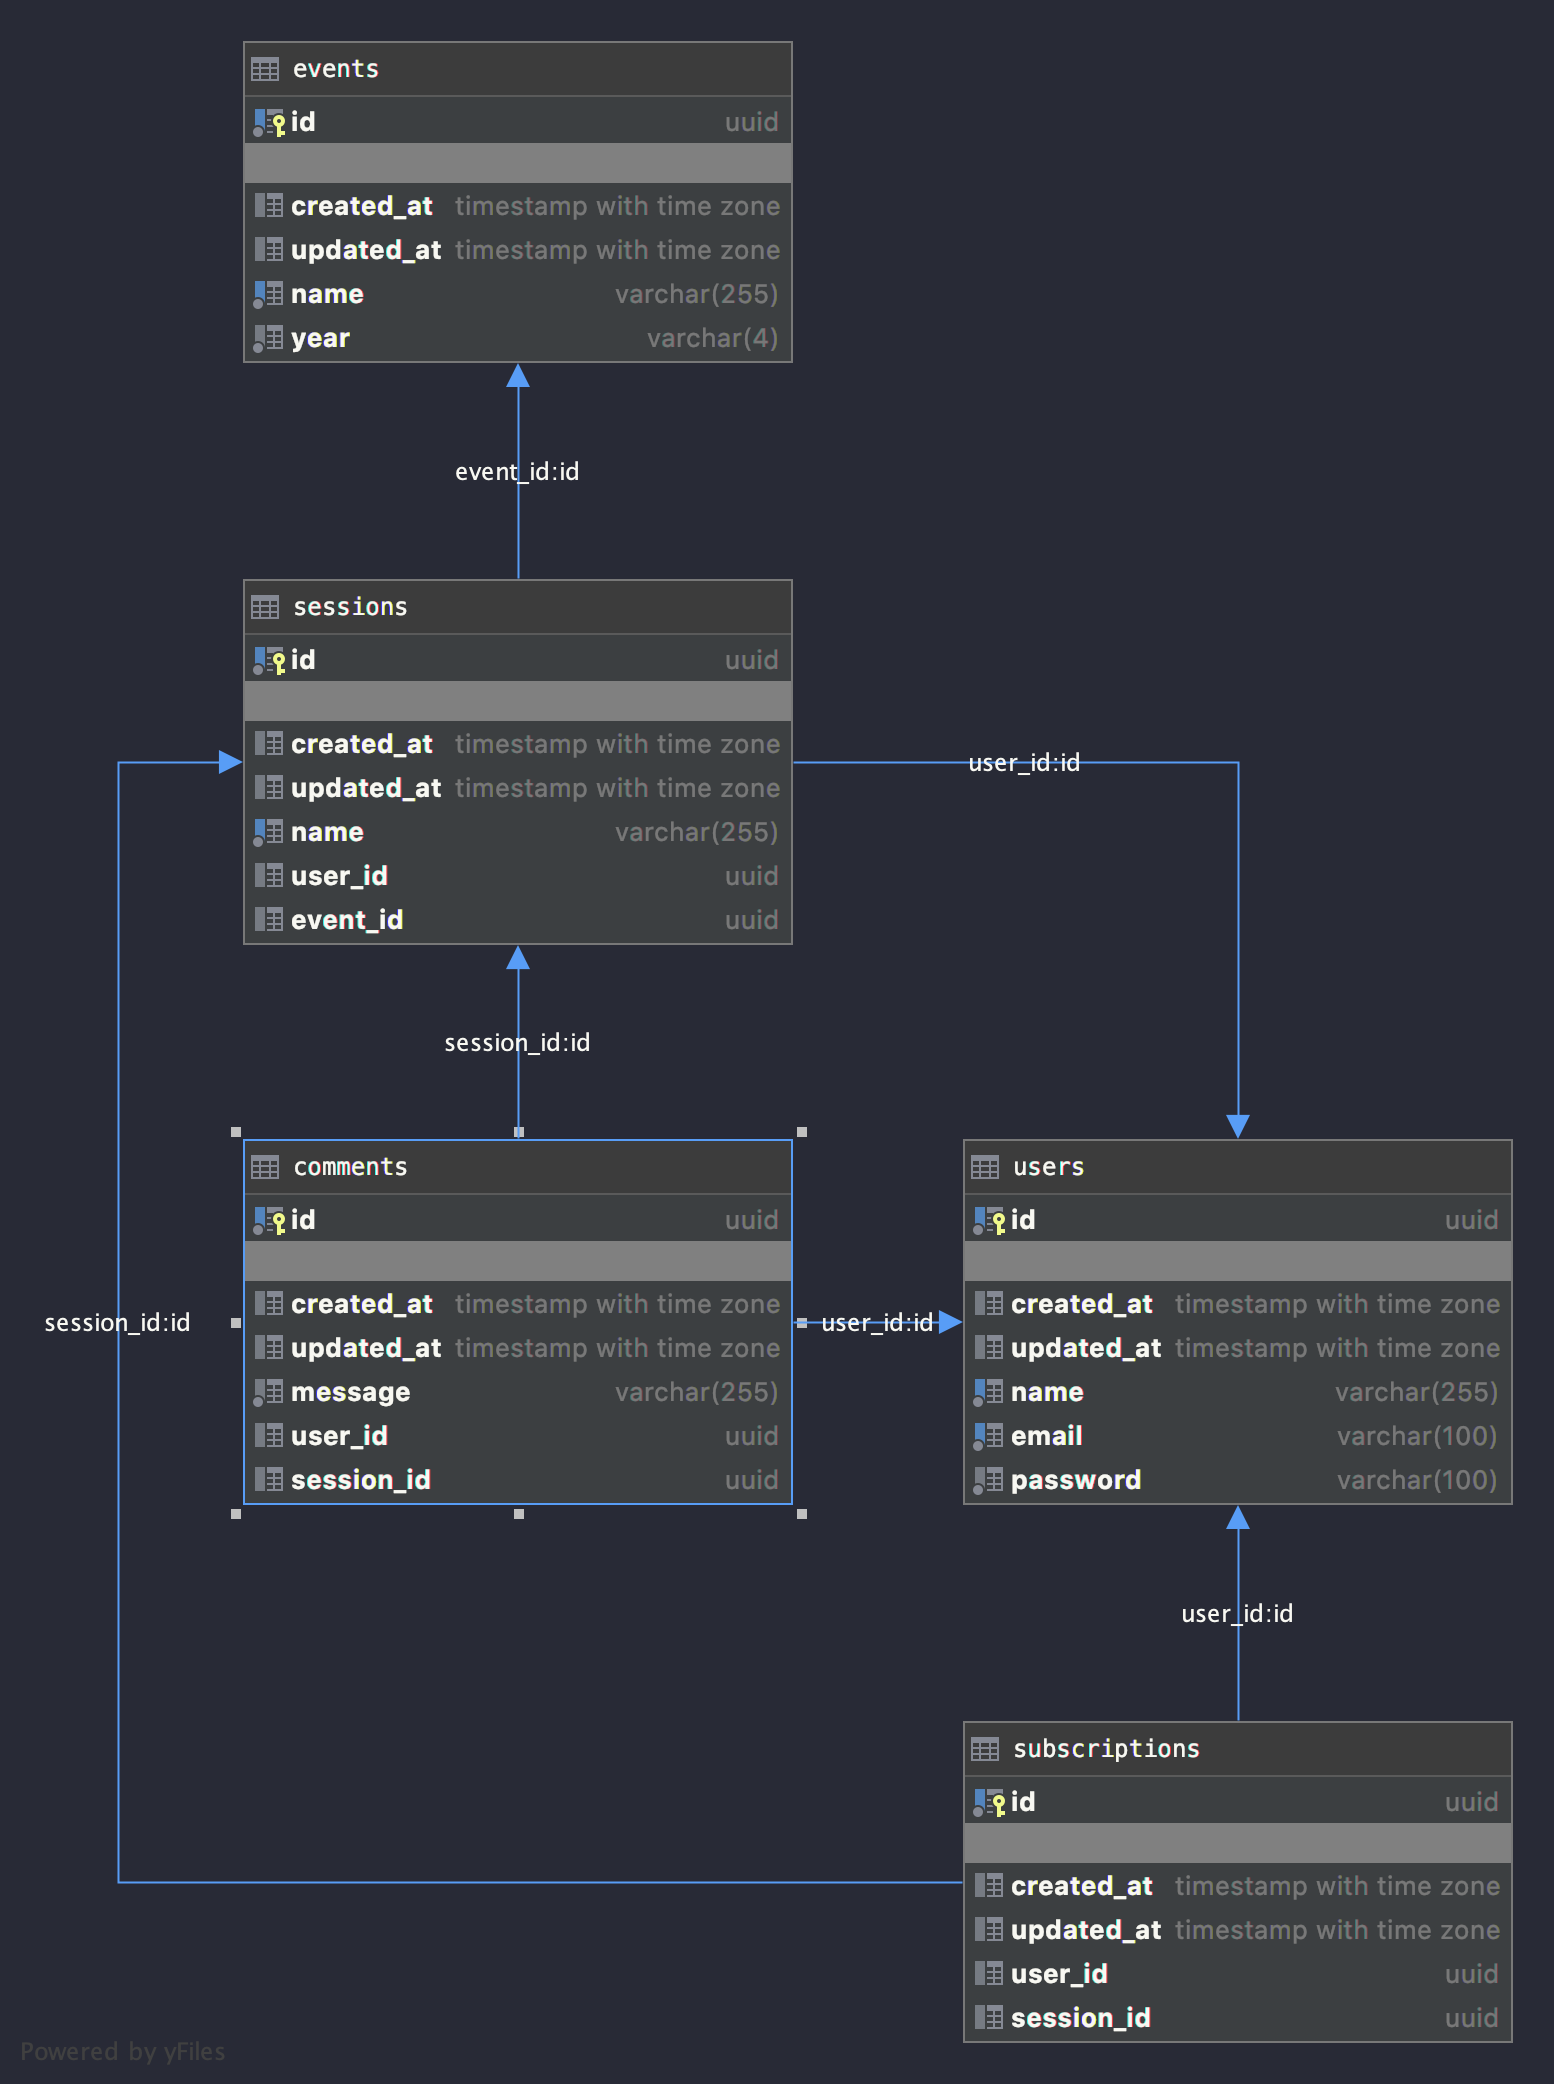 events
id uuid
created_at timestamp with time zone
updated_at timestamp with time zone
name varchar(255)
year varchar(4)
event_id:id
sessions
id uuid
created_at timestamp with time zone
updated_at timestamp with time zone
name varchar(255)
user_id uuid
event_id uuid
user_id:id
session_id:id
comments
id uuid
created_at timestamp with time zone
updated_at timestamp with time zone
message varchar(255)
user_id uuid
session_id uuid
session_id:id
user_id:id
users
id uuid
created_at timestamp with time zone
updated_at timestamp with time zone
name varchar(255)
email varchar(100)
password varchar(100)
user_id:id
subscriptions
id uuid
created_at timestamp with time zone
updated_at timestamp with time zone
user_id uuid
session_id uuid
Powered by yFiles